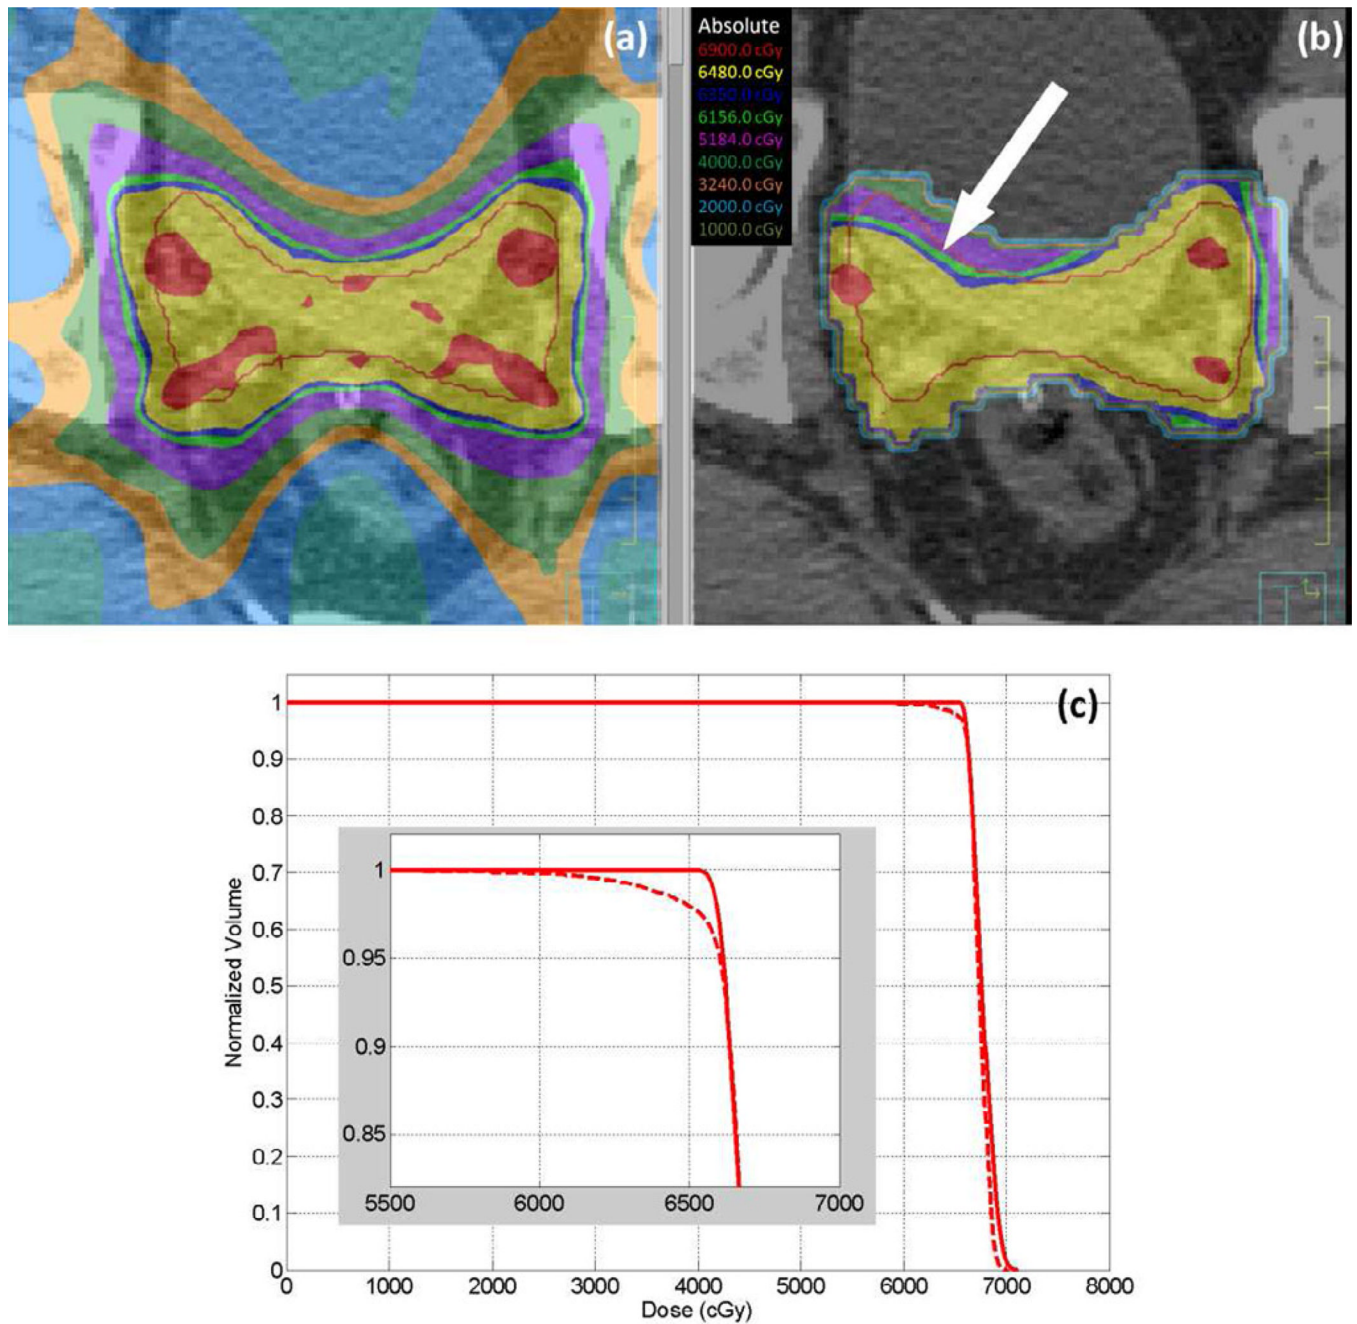 (a)
(b)
Absolute
6900.0 cGy
6480.0 cGy
6350.0 cGy
6156.0 cGy
5184.0 cGy
4000.0 cGy
3240.0 cGy
2000.0 cGy
1000.0 cGy
(c)
1
0.9
0.8
0.7
0.6
0.5
0.4
0.3
0.2
0.1
0
Normalized Volume
1
0.95
0.9
0.85
5500 6000 6500 7000
0 1000 2000 3000 4000 5000 6000 7000 8000
Dose (cGy)